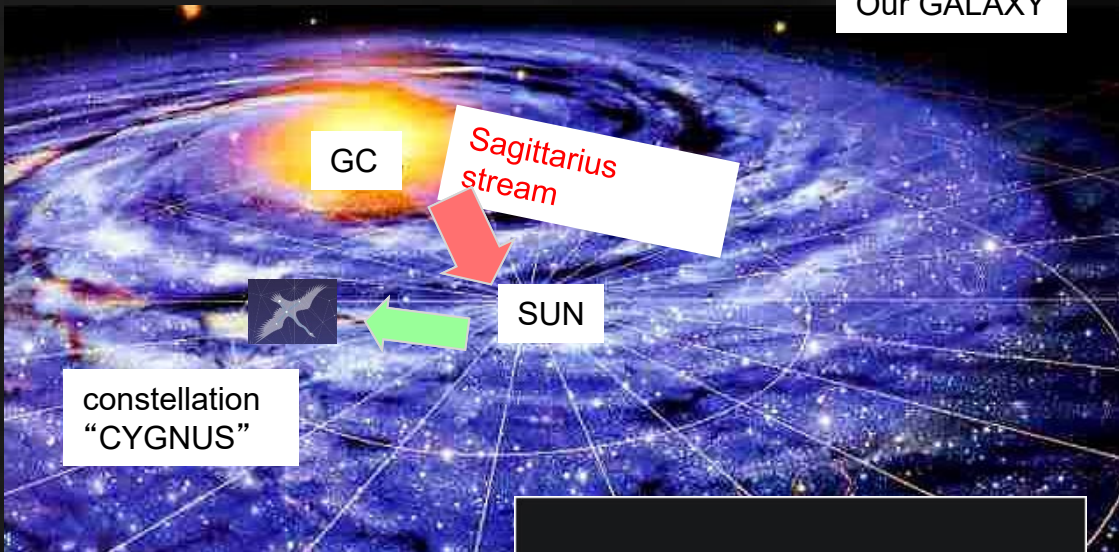 Our GALAXY
Sagittarius
stream
GC
SUN
constellation
“CYGNUS”